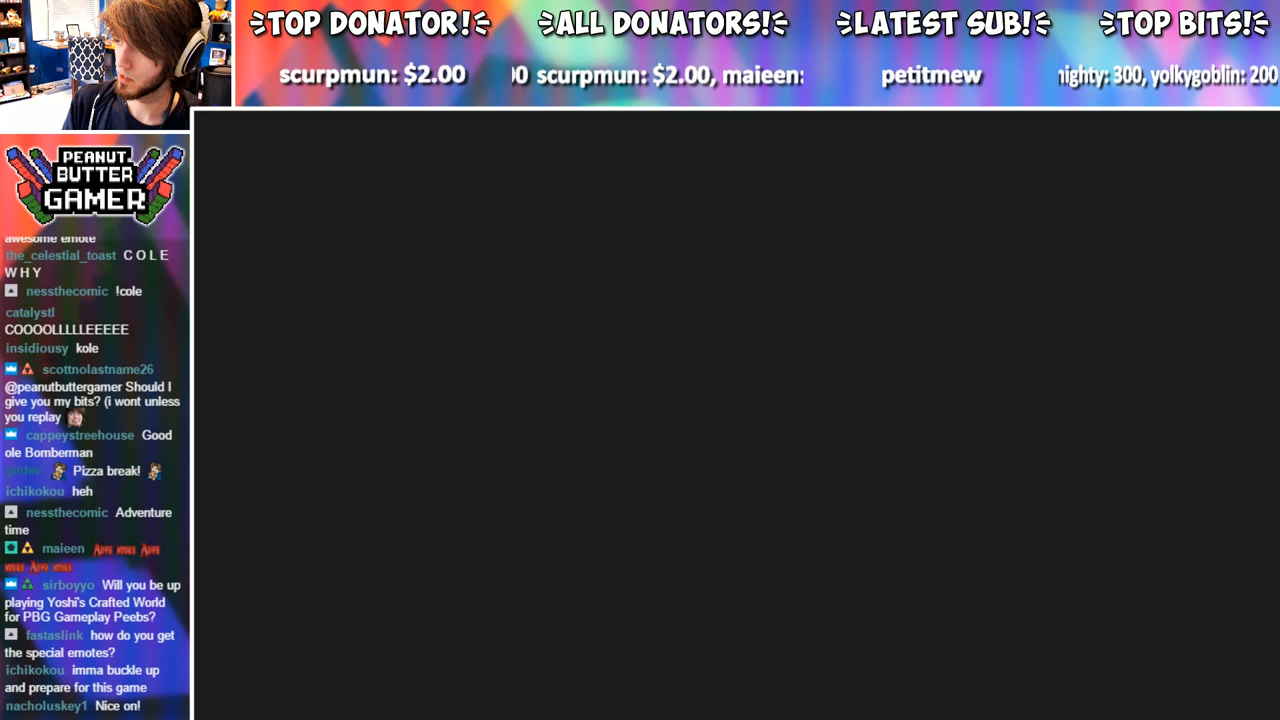 TOP DONATOR!
ALL DONATORS!
LATEST SUB!
TOP BITS!
scurpmun: $2.00
00 scurpmun: $2.00, maieen:
petitmew
nighty: 300, yolkygoblin: 200
PEANUT
BUTTER
GAMER
awesome emote
the_celestial_toast C O L E
W H Y
nessthecomic !cole
catalystl
COOOOLLLLLEEEEE
insidiousy kole
scottnolastname26
@peanutbuttergamer Should I
give you my bits? (i wont unless
you replay
cappeystreehouse Good
ole Bomberman
Pizza break!
ichikokou heh
nessthecomic Adventure
time
maieen
sirboyyo Will you be up
playing Yoshi's Crafted World
for PBG Gameplay Peebs?
fastaslink how do you get
the special emotes?
ichikokou imma buckle up
and prepare for this game
nacholuskey1 Nice on!